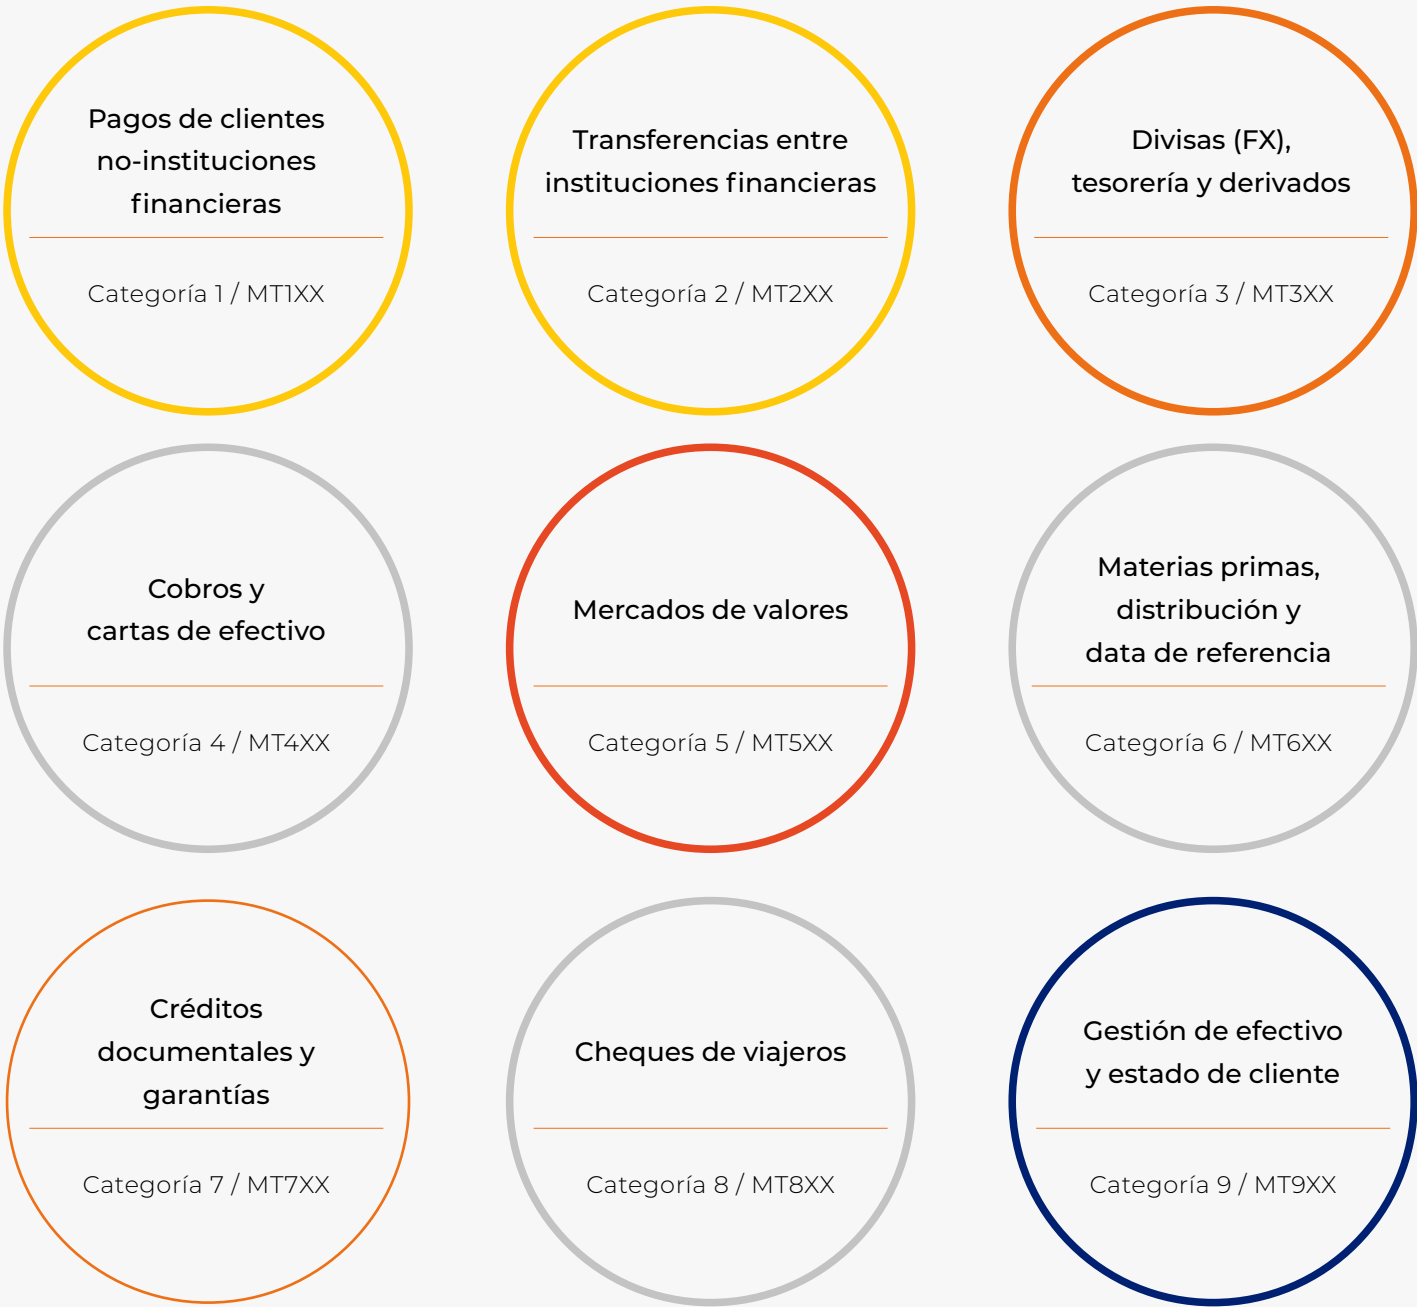 Pagos de clientes
no-instituciones
financieras
Categoría 1 / MT1XX
Transferencias entre
instituciones financieras
Categoría 2 / MT2XX
Divisas (FX),
tesorería y derivados
Categoría 3 / MT3XX
Cobros y
cartas de efectivo
Categoría 4 / MT4XX
Mercados de valores
Categoría 5 / MT5XX
Materias primas,
distribución y
data de referencia
Categoría 6 / MT6XX
Créditos
documentales y
garantías
Categoría 7 / MT7XX
Cheques de viajeros
Categoría 8 / MT8XX
Gestión de efectivo
y estado de cliente
Categoría 9 / MT9XX